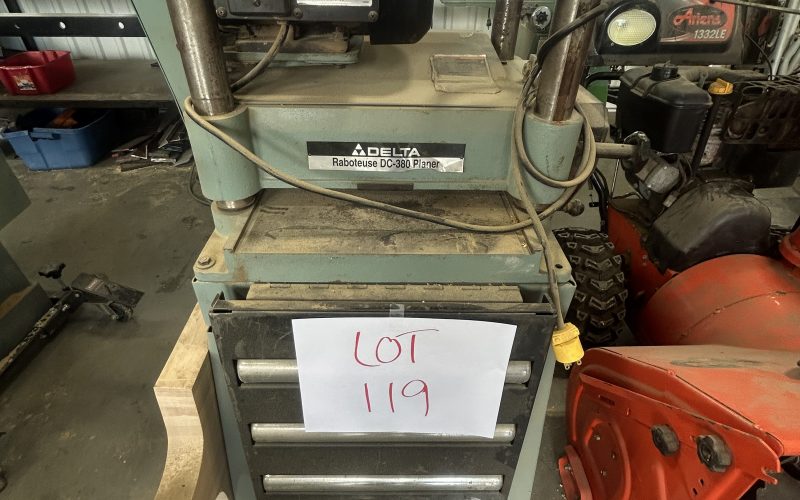 Ariens
1332LE
DELTA
Raboteuse DC-380 Planer
LOT
119